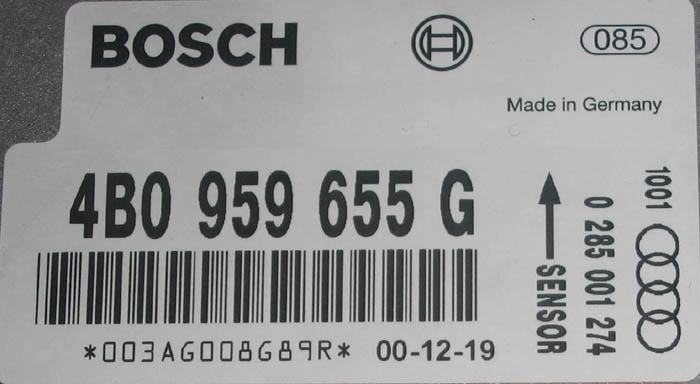 BOSCH
085
Made in Germany
4B0 959 655 G
*003AG008G89R* 00-12-19
SENSOR
0 285 001 274
1001